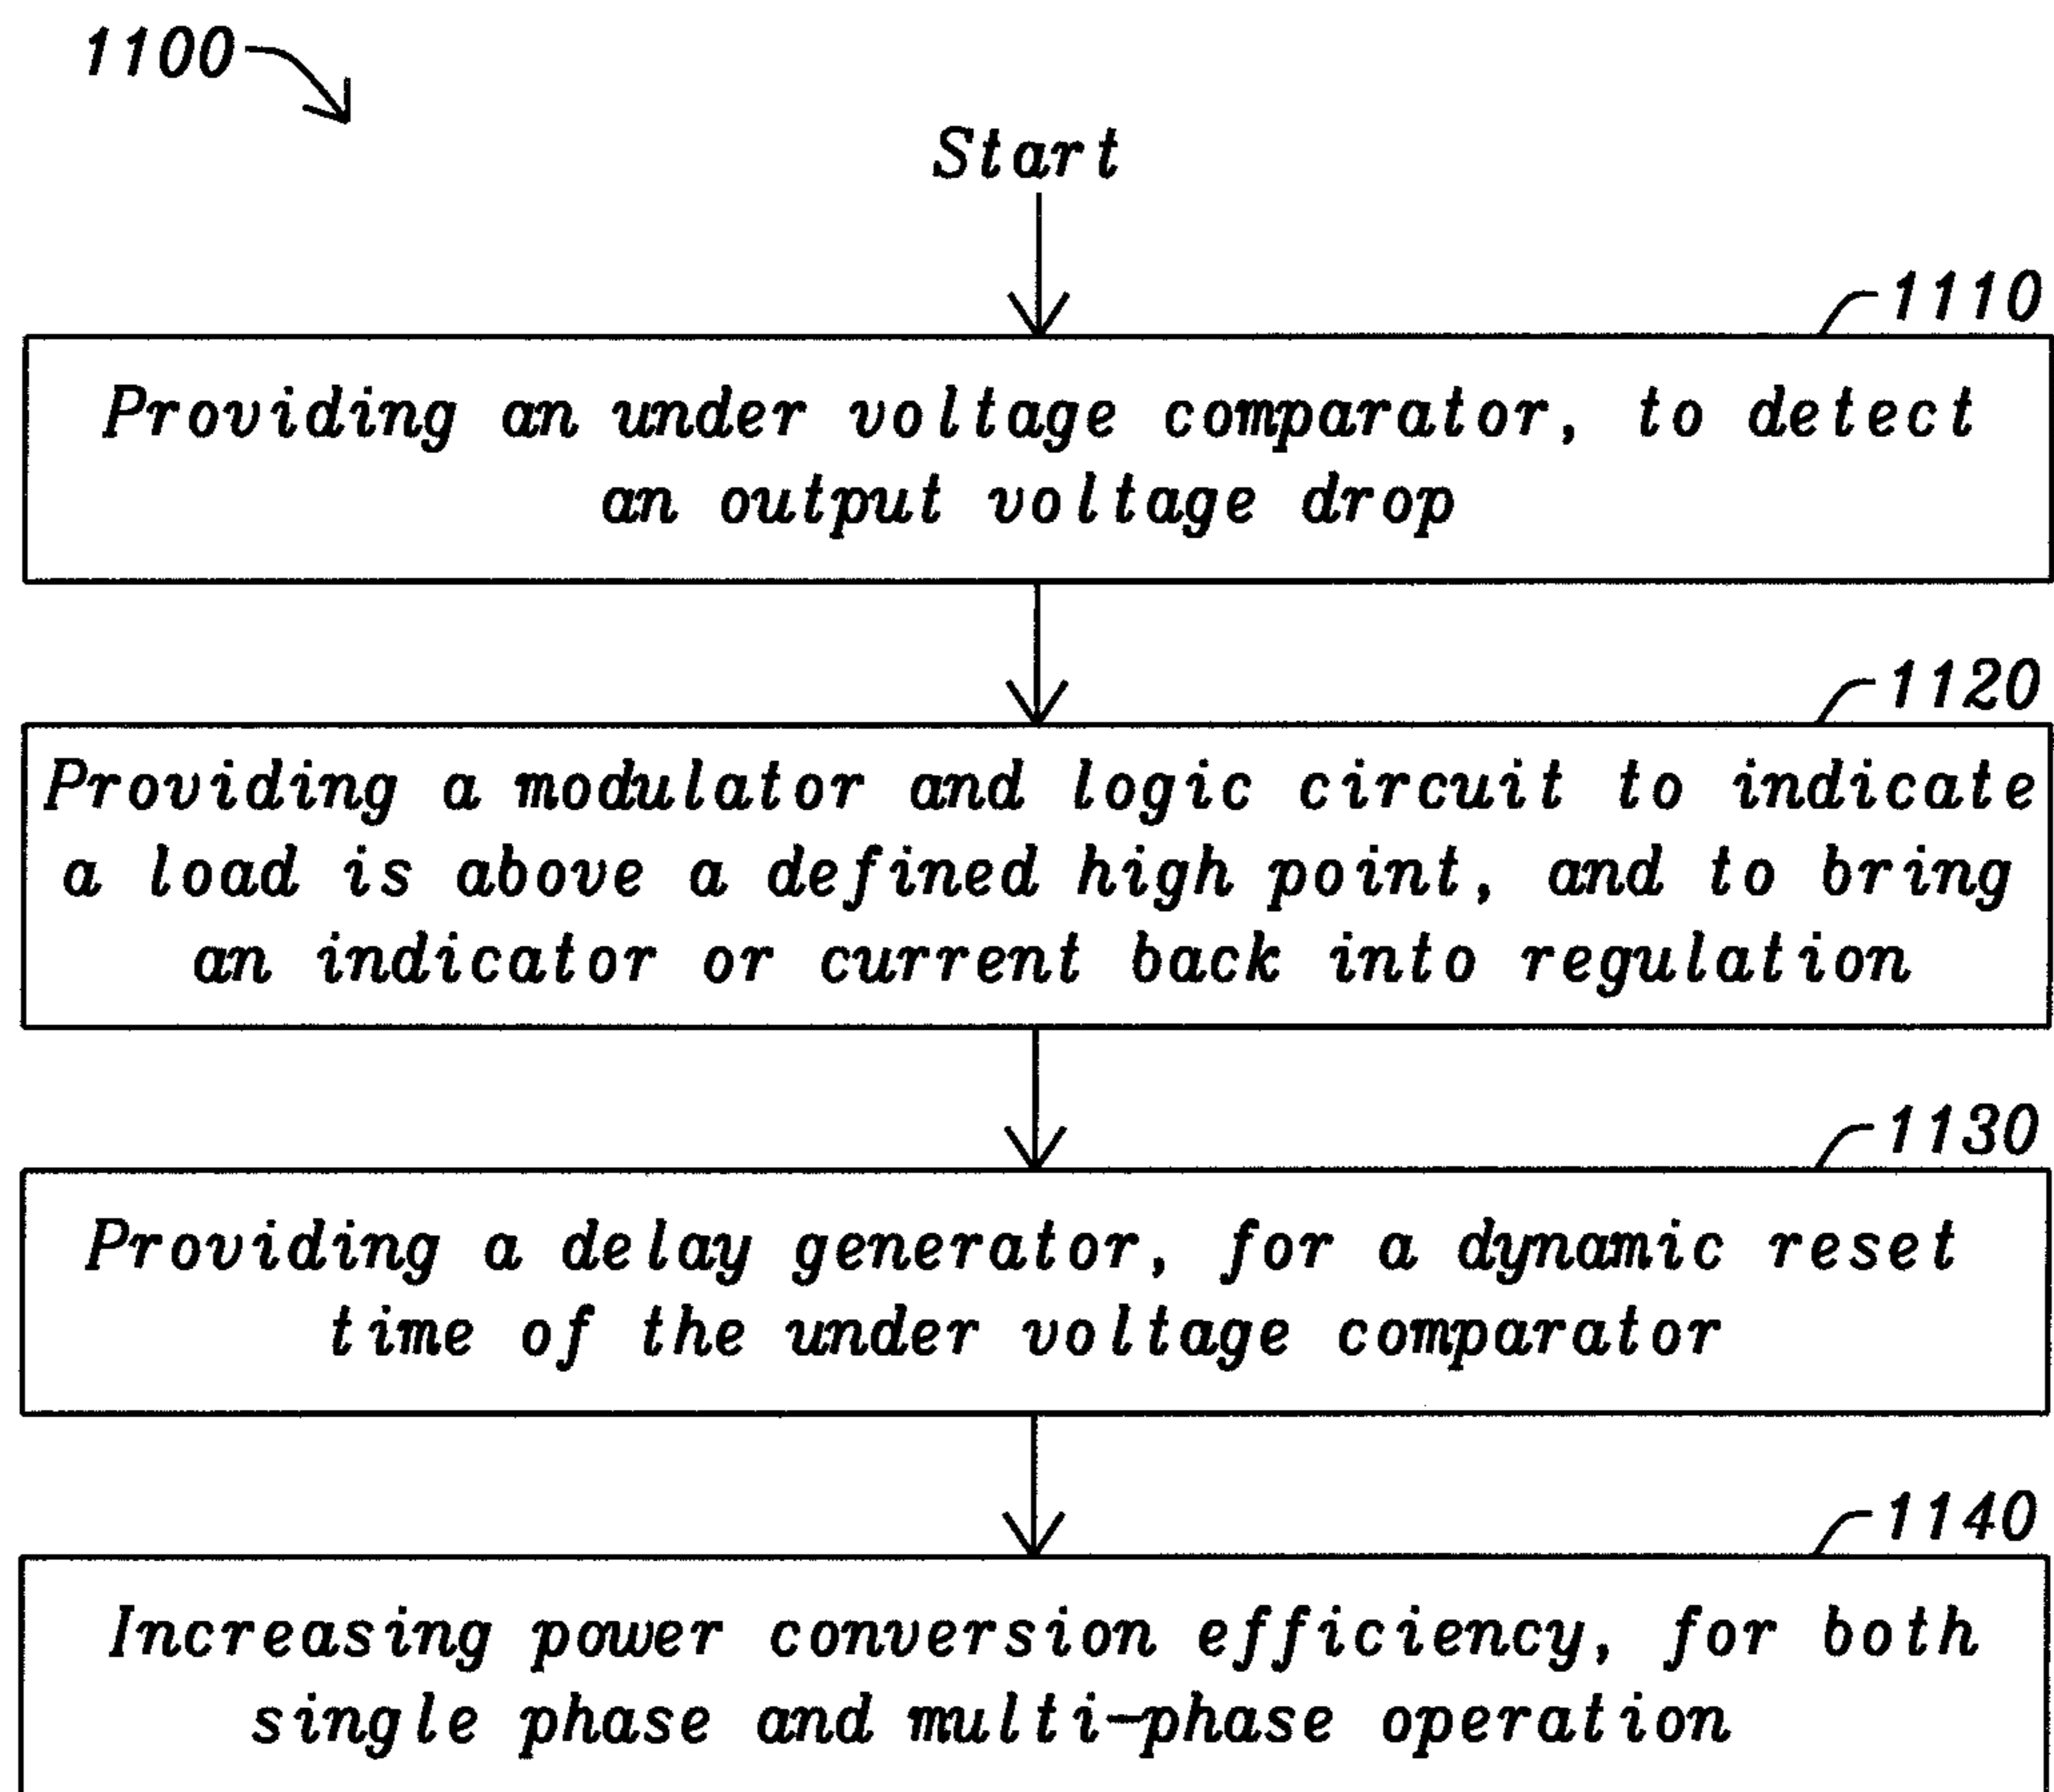 1100
Start
1110
Providing an under voltage comparator, to detect
an output voltage drop
1120
Providing a modulator and logic circuit to indicate
a load is above a defined high point, and to bring
an indicator or current back into regulation
1130
Providing a delay generator, for a dynamic reset
time of the under voltage comparator
1140
Increasing power conversion efficiency, for both
single phase and multi-phase operation